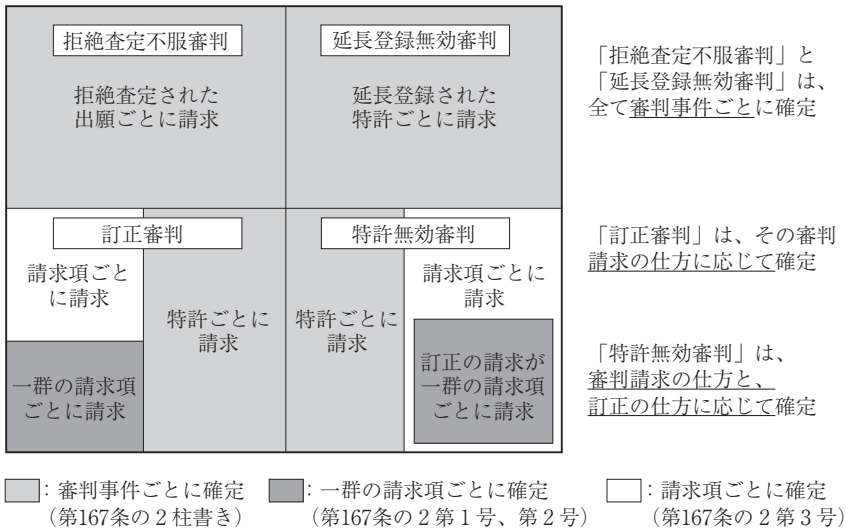 拒絶査定不服審判
拒絶査定された
出願ごとに請求
延長登録無効審判
延長登録された
特許ごとに請求
「拒絶査定不服審判」と
「延長登録無効審判」は、
全て審判事件ごとに確定
訂正審判
請求項ごと
に請求
特許ごとに
請求
一群の請求項
ごとに請求
特許無効審判
特許ごとに
請求
請求項ごとに
請求
訂正の請求が
一群の請求項
ごとに請求
「訂正審判」は、その審判
請求の仕方に応じて確定
「特許無効審判」は、
審判請求の仕方と、
訂正の仕方に応じて確定
：審判事件ごとに確定
（第167条の２柱書き）
：一群の請求項ごとに確定
（第167条の２第１号、第２号）
：請求項ごとに確定
（第167条の２第３号）